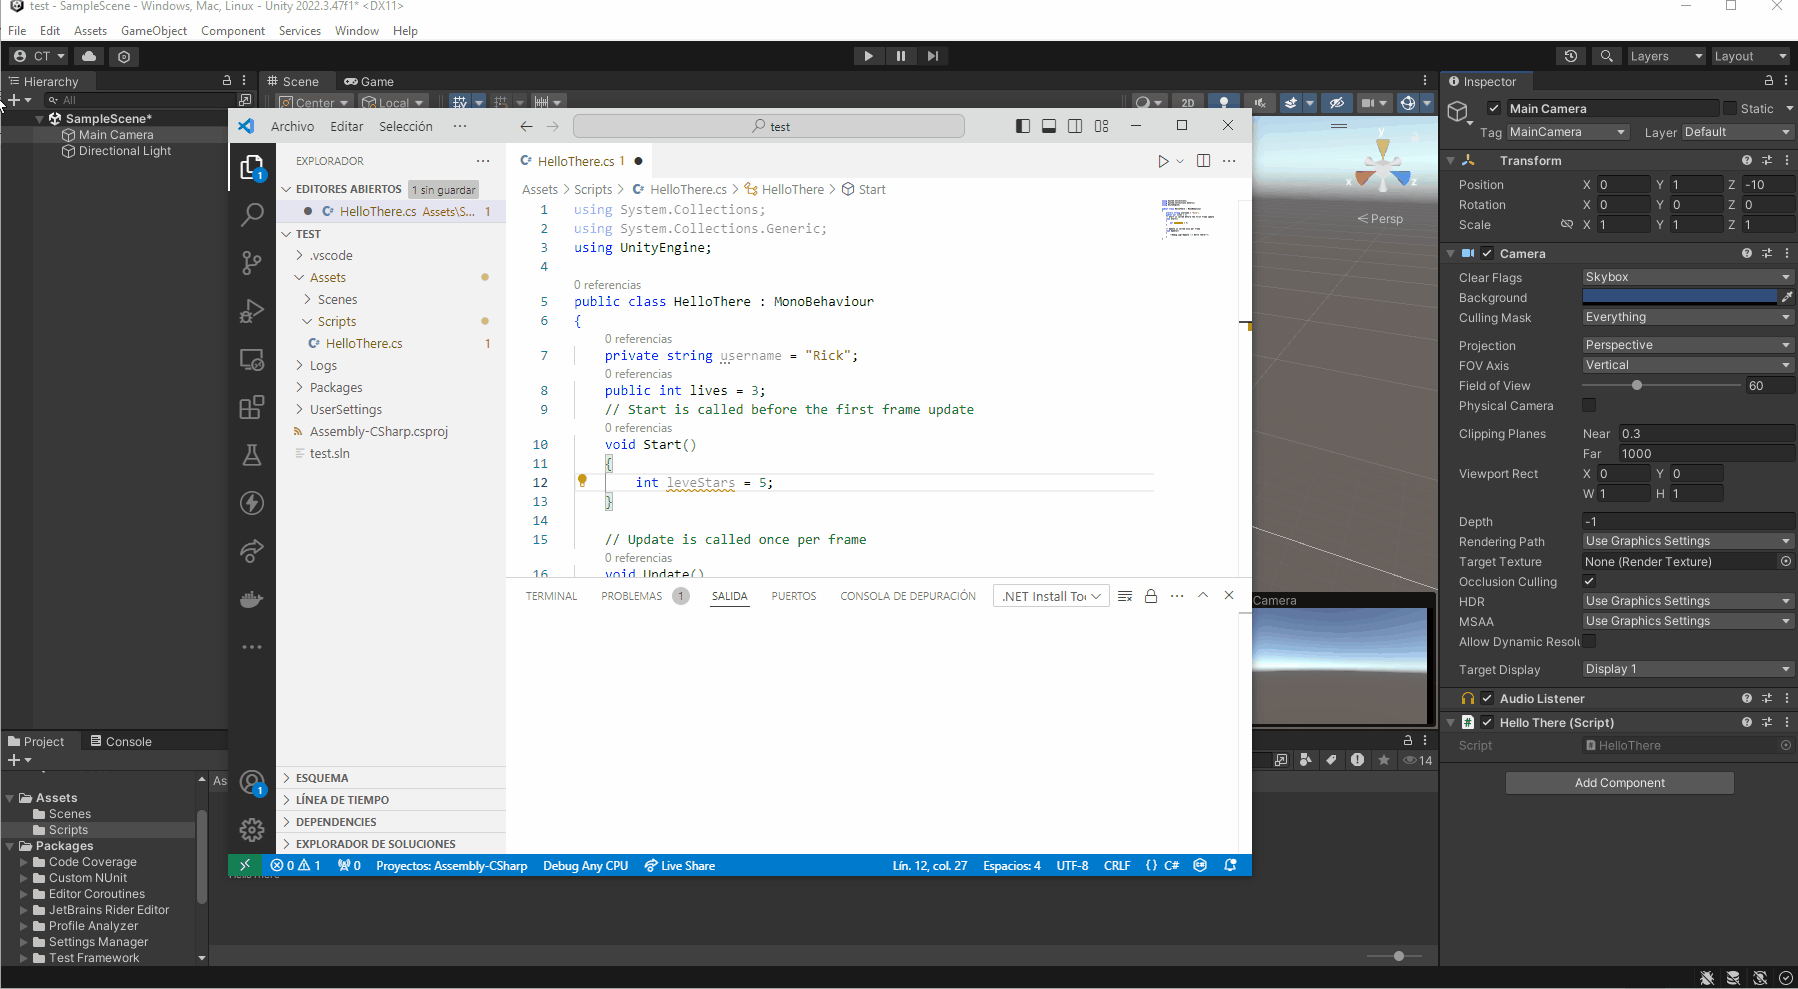 test - SampleScene - Windows, Mac, Linux - Unity 2022.3.47f1* <DX11>
File Edit Assets GameObject Component Services Window Help
CT
Layers Layout
Hierarchy
All
SampleScene*
Main Camera
Directional Light
Scene Game
Center Local 2D
Persp
Archivo Editar Selección ···
test
EXPLORADOR
EDITORES ABIERTOS 1 sin guardar
HelloThere.cs Assets\S... 1
TEST
.vscode
Assets
Scenes
Scripts
HelloThere.cs 1
Logs
Packages
UserSettings
Assembly-CSharp.csproj
test.sln
ESQUEMA
LÍNEA DE TIEMPO
DEPENDENCIES
EXPLORADOR DE SOLUCIONES
1
1
HelloThere.cs 1
Assets > Scripts > HelloThere.cs > HelloThere > Start
1 using System.Collections;
2 using System.Collections.Generic;
3 using UnityEngine;
4
0 referencias
5 public class HelloThere : MonoBehaviour
6 {
0 referencias
7 private string username = "Rick";
0 referencias
8 public int lives = 3;
9 // Start is called before the first frame update
0 referencias
10 void Start()
11 {
12 int leveStars = 5;
13 }
14
15 // Update is called once per frame
0 referencias
16 void Update()
TERMINAL PROBLEMAS 1 SALIDA PUERTOS CONSOLA DE DEPURACIÓN .NET Install Toc
0 1 0 Proyectos: Assembly-CSharp Debug Any CPU Live Share Lín. 12, col. 27 Espacios: 4 UTF-8 CRLF {} C#
y
x
z
Camera
Project Console
As
14
Assets
Scenes
Scripts
Packages
Code Coverage
Custom NUnit
Editor Coroutines
JetBrains Rider Editor
Profile Analyzer
Settings Manager
Test Framework
HelloThere
Inspector
Main Camera Static
Tag MainCamera Layer Default
Transform
Position X 0 Y 1 Z -10
Rotation X 0 Y 0 Z 0
Scale X 1 Y 1 Z 1
Camera
Clear Flags Skybox
Background
Culling Mask Everything
Projection Perspective
FOV Axis Vertical
Field of View 60
Physical Camera
Clipping Planes Near 0.3
Far 1000
Viewport Rect X 0 Y 0
W 1 H 1
Depth -1
Rendering Path Use Graphics Settings
Target Texture None (Render Texture)
Occlusion Culling
HDR Use Graphics Settings
MSAA Use Graphics Settings
Allow Dynamic Resolu
Target Display Display 1
Audio Listener
Hello There (Script)
Script HelloThere
Add Component